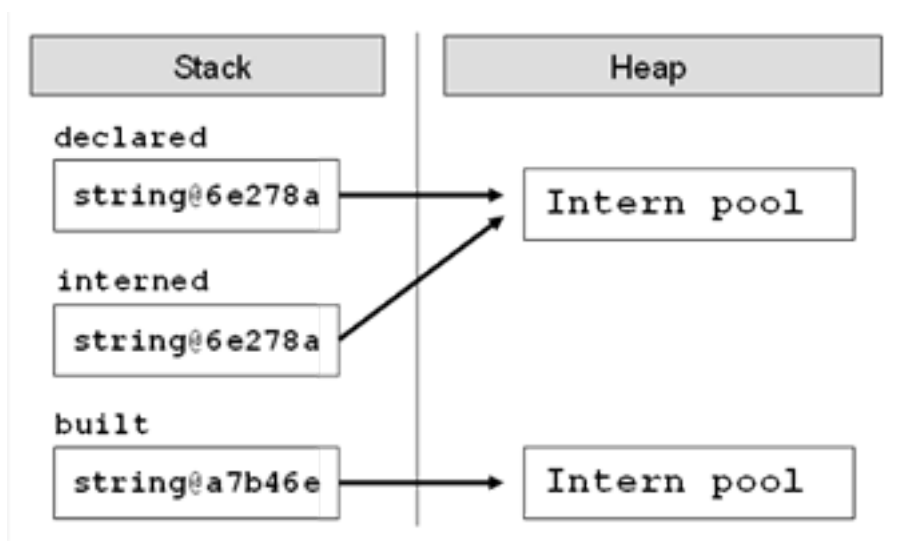 Stack
Heap
declared
string@6e278a
Intern pool
interned
string@6e278a
built
string@a7b46e
Intern pool